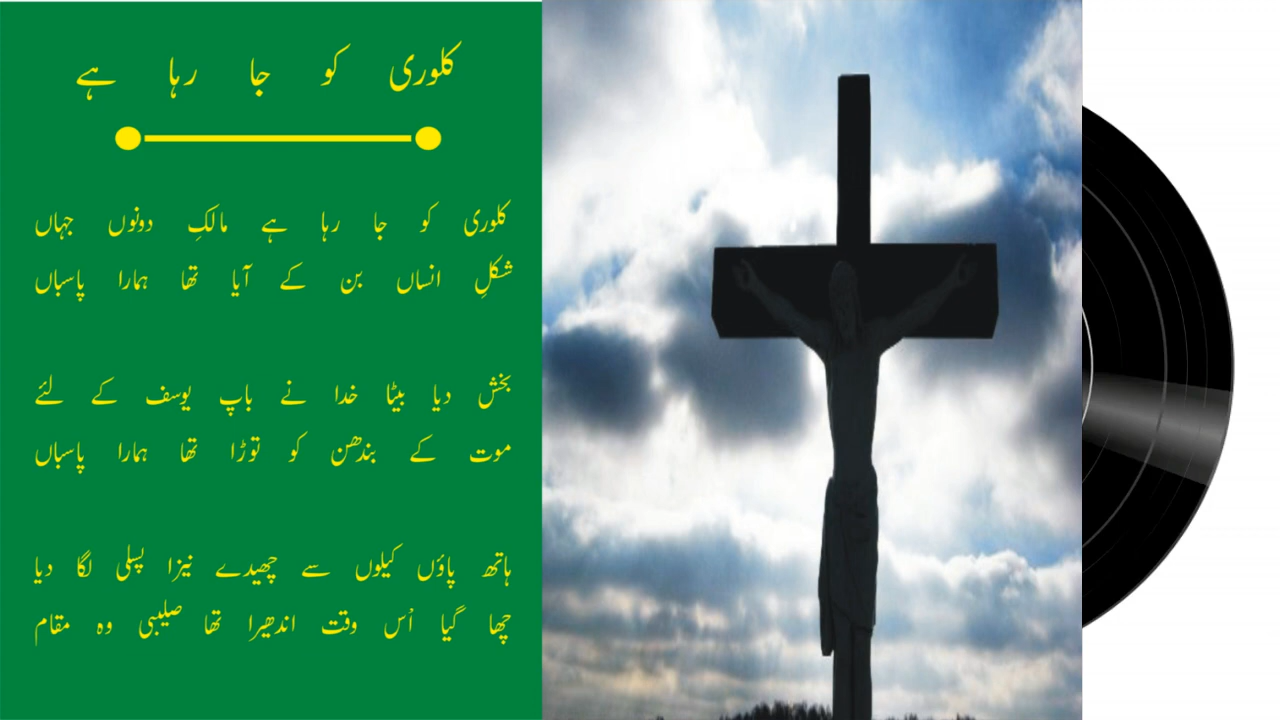 کلوری کو جا رہا ہے
کلوری کو جا رہا ہے مالکِ دونوں جہاں
شکلِ انساں بن کے آیا تھا ہمارا پاسباں
بخش دیا بیٹا خدا نے باپ یوسف کے لئے
موت کے بندھن کو توڑا تھا ہمارا پاسباں
ہاتھ پاؤں کیلوں سے چھیدے نیزا پسلی لگا دیا
چھا گیا اُس وقت اندھیرا تھا صلیبی وہ مقام